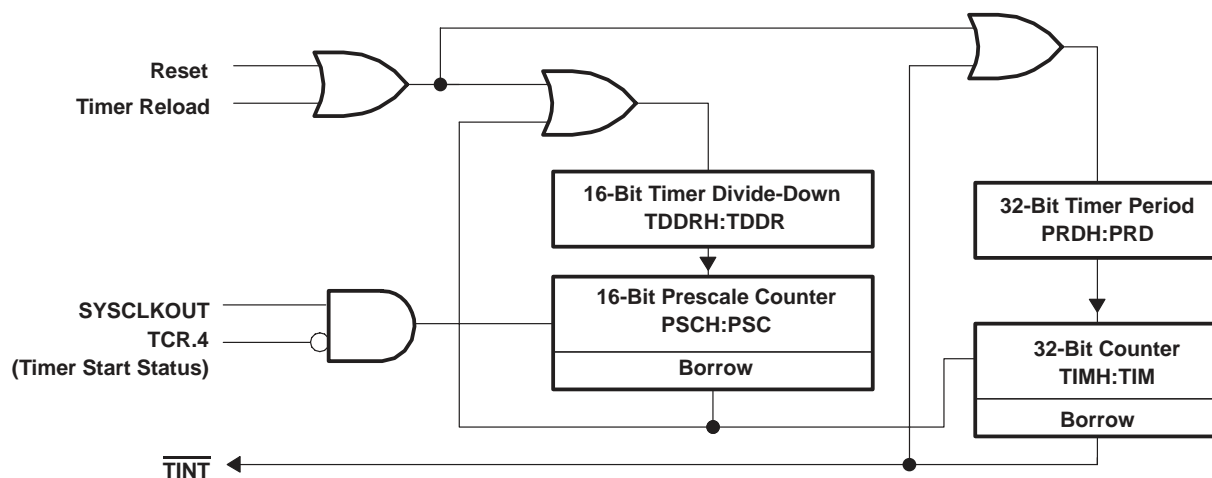 Reset
Timer Reload
16-Bit Timer Divide-Down
TDDRH:TDDR
32-Bit Timer Period
PRDH:PRD
SYSCLKOUT
TCR.4
(Timer Start Status)
16-Bit Prescale Counter
PSCH:PSC
Borrow
32-Bit Counter
TIMH:TIM
Borrow
TINT